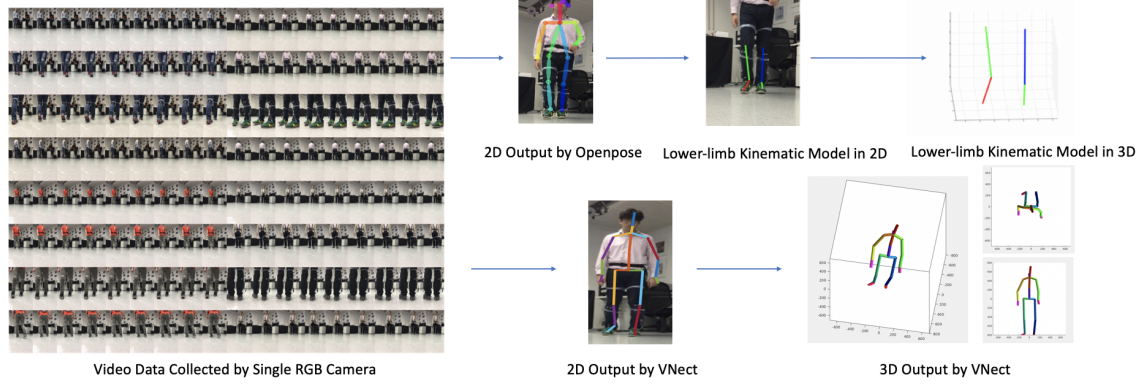 2D Output by Openpose
Lower-limb Kinematic Model in 2D
Lower-limb Kinematic Model in 3D
Video Data Collected by Single RGB Camera
2D Output by VNect
3D Output by VNect